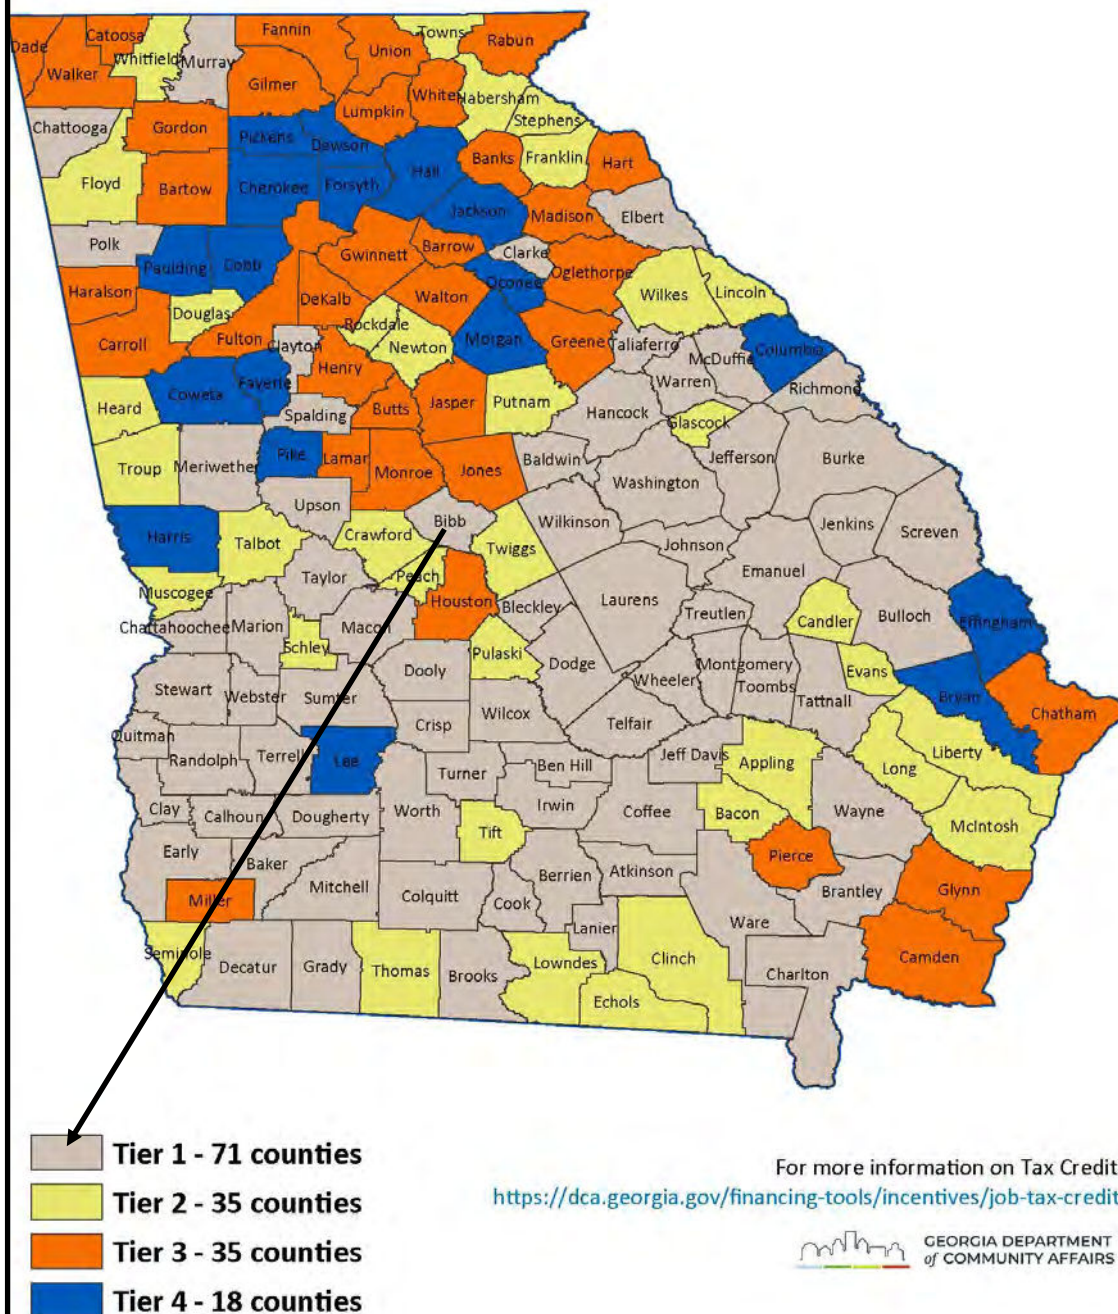 Dade
Catoosa
Fannin
Towns
Rabun
Walker
Whitfield
Murray
Union
Gilmer
White
Habersham
Lumpkin
Stephens
Chattooga
Gordon
Pickens
Dawson
Banks
Franklin
Hart
Floyd
Bartow
Cherokee
Forsyth
Hall
Jackson
Madison
Elbert
Polk
Paulding
Cobb
Gwinnett
Barrow
Clarke
Oconee
Oglethorpe
Haralson
DeKalb
Walton
Wilkes
Lincoln
Douglas
Rockdale
Carroll
Fulton
Clayton
Newton
Morgan
Greene
Taliaferro
McDuffie
Columbia
Henry
Warren
Richmond
Heard
Coweta
Fayette
Spalding
Butts
Jasper
Putnam
Hancock
Glascock
Troup
Meriwether
Pike
Lamar
Monroe
Jones
Baldwin
Washington
Jefferson
Burke
Upson
Bibb
Wilkinson
Jenkins
Screven
Harris
Talbot
Crawford
Twiggs
Johnson
Emanuel
Muscogee
Taylor
Peach
Houston
Bleckley
Laurens
Treutlen
Candler
Bulloch
Effingham
Chattahoochee
Marion
Macon
Schley
Pulaski
Dooly
Dodge
Wheeler
Montgomery
Toombs
Evans
Stewart
Webster
Sumter
Tattnall
Bryan
Chatham
Crisp
Wilcox
Telfair
Quitman
Randolph
Terrell
Lee
Turner
Ben Hill
Jeff Davis
Appling
Long
Liberty
Clay
Calhoun
Dougherty
Worth
Irwin
Coffee
Bacon
Wayne
McIntosh
Tift
Early
Baker
Mitchell
Pierce
Miller
Colquitt
Cook
Berrien
Atkinson
Brantley
Glynn
Ware
Lanier
Seminole
Decatur
Grady
Thomas
Brooks
Lowndes
Clinch
Charlton
Camden
Echols
Tier 1 - 71 counties
Tier 2 - 35 counties
Tier 3 - 35 counties
Tier 4 - 18 counties
For more information on Tax Credit
https://dca.georgia.gov/financing-tools/incentives/job-tax-credit
GEORGIA DEPARTMENT
of COMMUNITY AFFAIRS